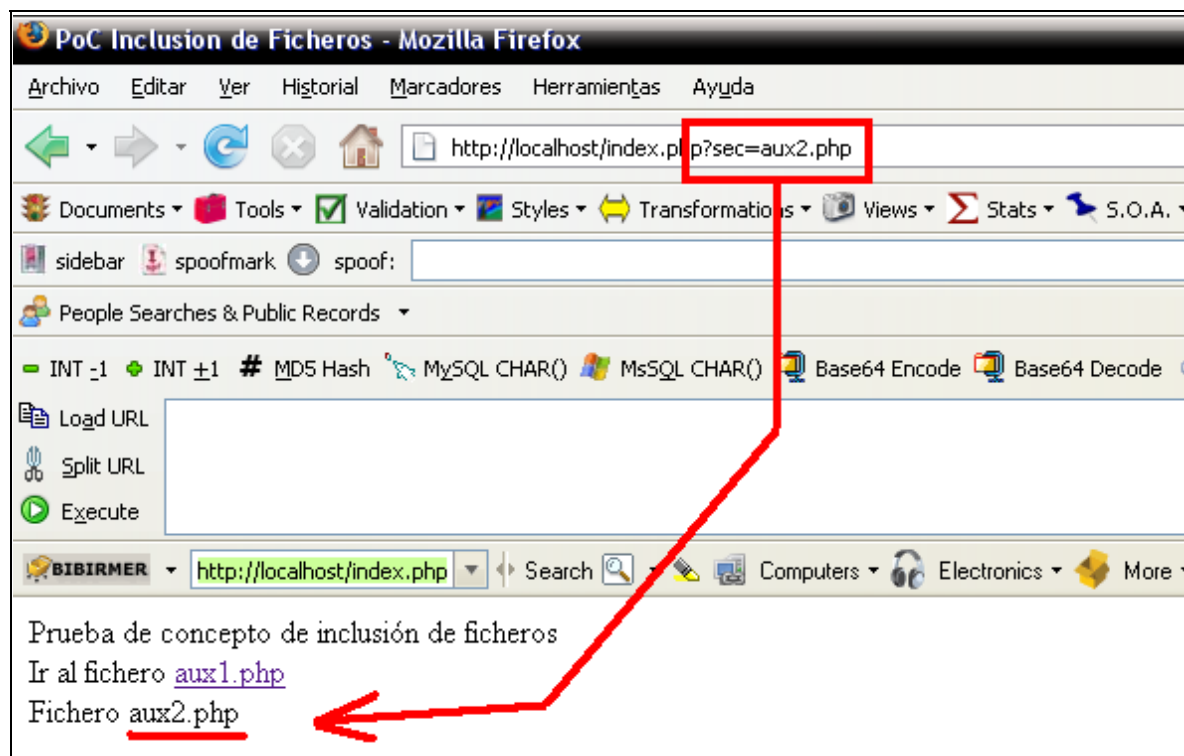 PoC Inclusion de Ficheros - Mozilla Firefox
Archivo Editar Ver Historial Marcadores Herramientas Ayuda
http://localhost/index.php?sec=aux2.php
Documents Tools Validation Styles Transformations Views Stats S.O.A.
sidebar spoofmark spoof:
People Searches & Public Records
INT -1 INT +1 # MD5 Hash MySQL CHAR() MsSQL CHAR() Base64 Encode Base64 Decode
Load URL
Split URL
Execute
BIBIRMER http://localhost/index.php Search Computers Electronics More
Prueba de concepto de inclusión de ficheros
Ir al fichero aux1.php
Fichero aux2.php